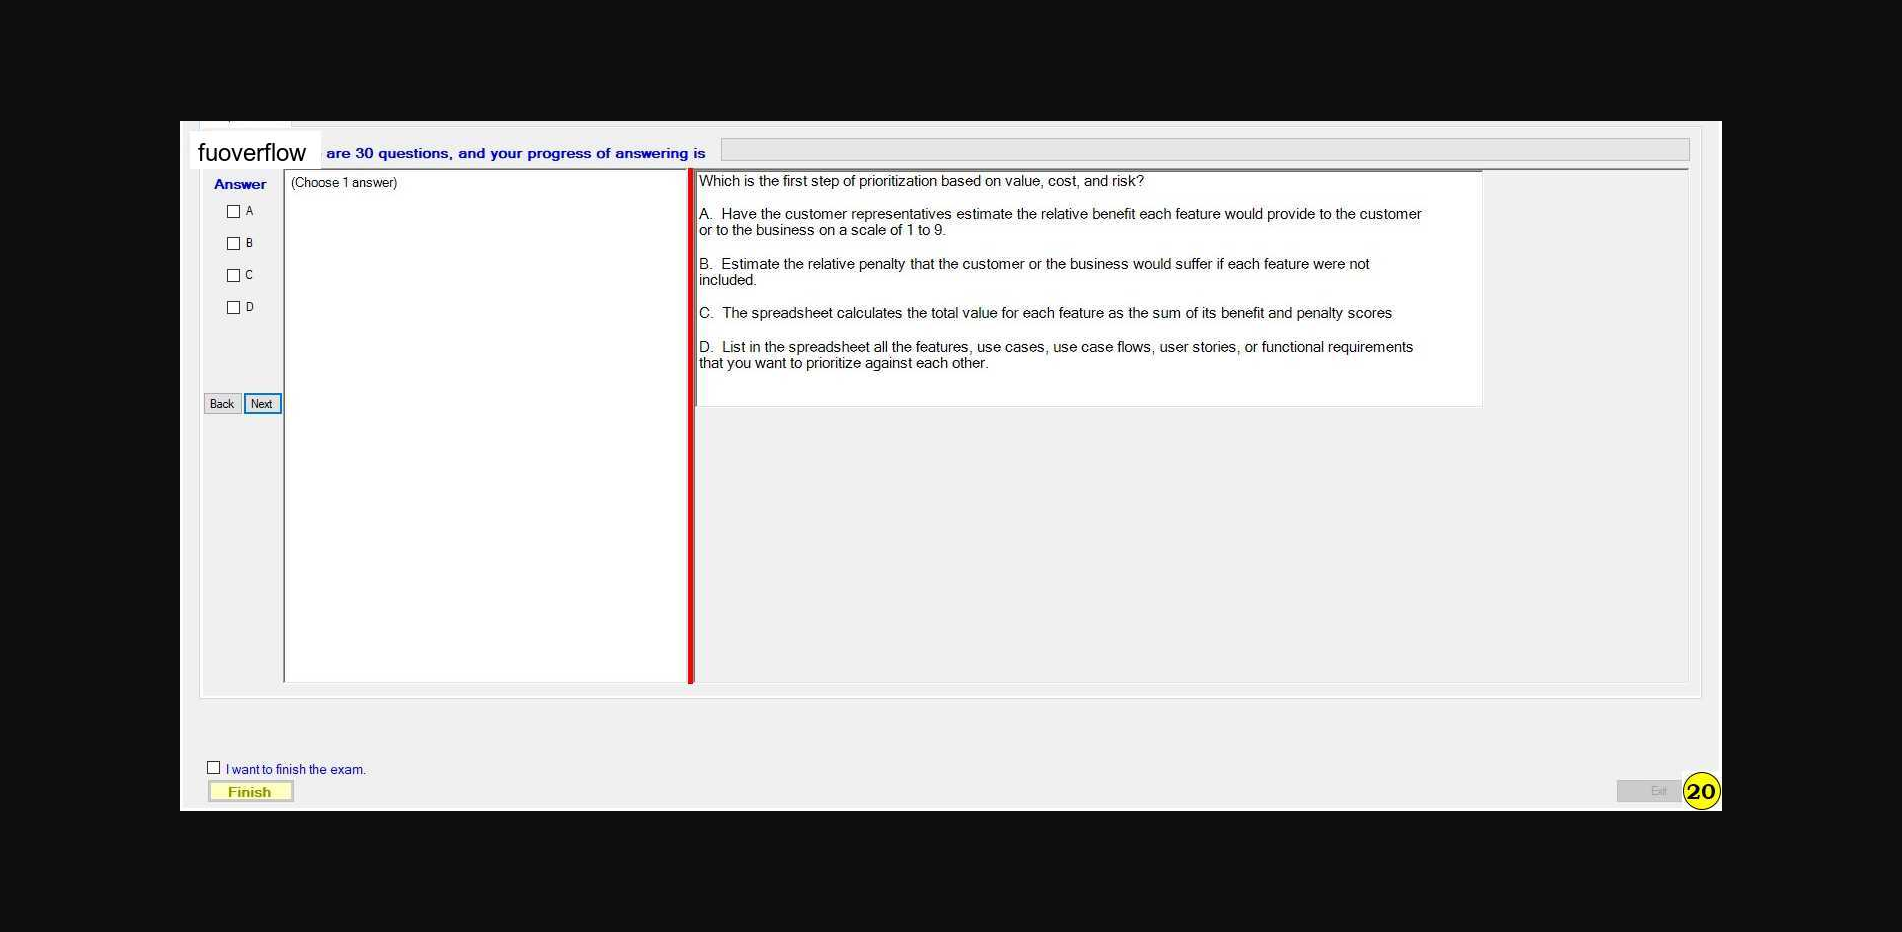 fuoverflow are 30 questions, and your progress of answering is
Answer
A
B
C
D
Back Next
(Choose 1 answer)
Which is the first step of prioritization based on value, cost, and risk?
A. Have the customer representatives estimate the relative benefit each feature would provide to the customer
or to the business on a scale of 1 to 9.
B. Estimate the relative penalty that the customer or the business would suffer if each feature were not
included.
C. The spreadsheet calculates the total value for each feature as the sum of its benefit and penalty scores
D. List in the spreadsheet all the features, use cases, use case flows, user stories, or functional requirements
that you want to prioritize against each other.
I want to finish the exam.
Finish
Exit
20